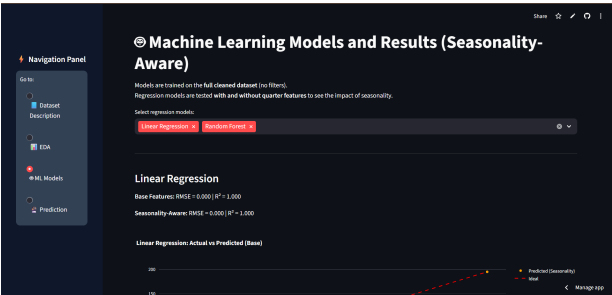 Share
Navigation Panel
Go to:
Dataset
Description
EDA
ML Models
Prediction
Machine Learning Models and Results (Seasonality-
Aware)
Models are trained on the full cleaned dataset (no filters).
Regression models are tested with and without quarter features to see the impact of seasonality.
Select regression models:
Linear Regression × Random Forest ×
Linear Regression
Base Features: RMSE = 0.000 | R² = 1.000
Seasonality-Aware: RMSE = 0.000 | R² = 1.000
Linear Regression: Actual vs Predicted (Base)
200
150
Predicted (Seasonality)
Ideal
Manage app